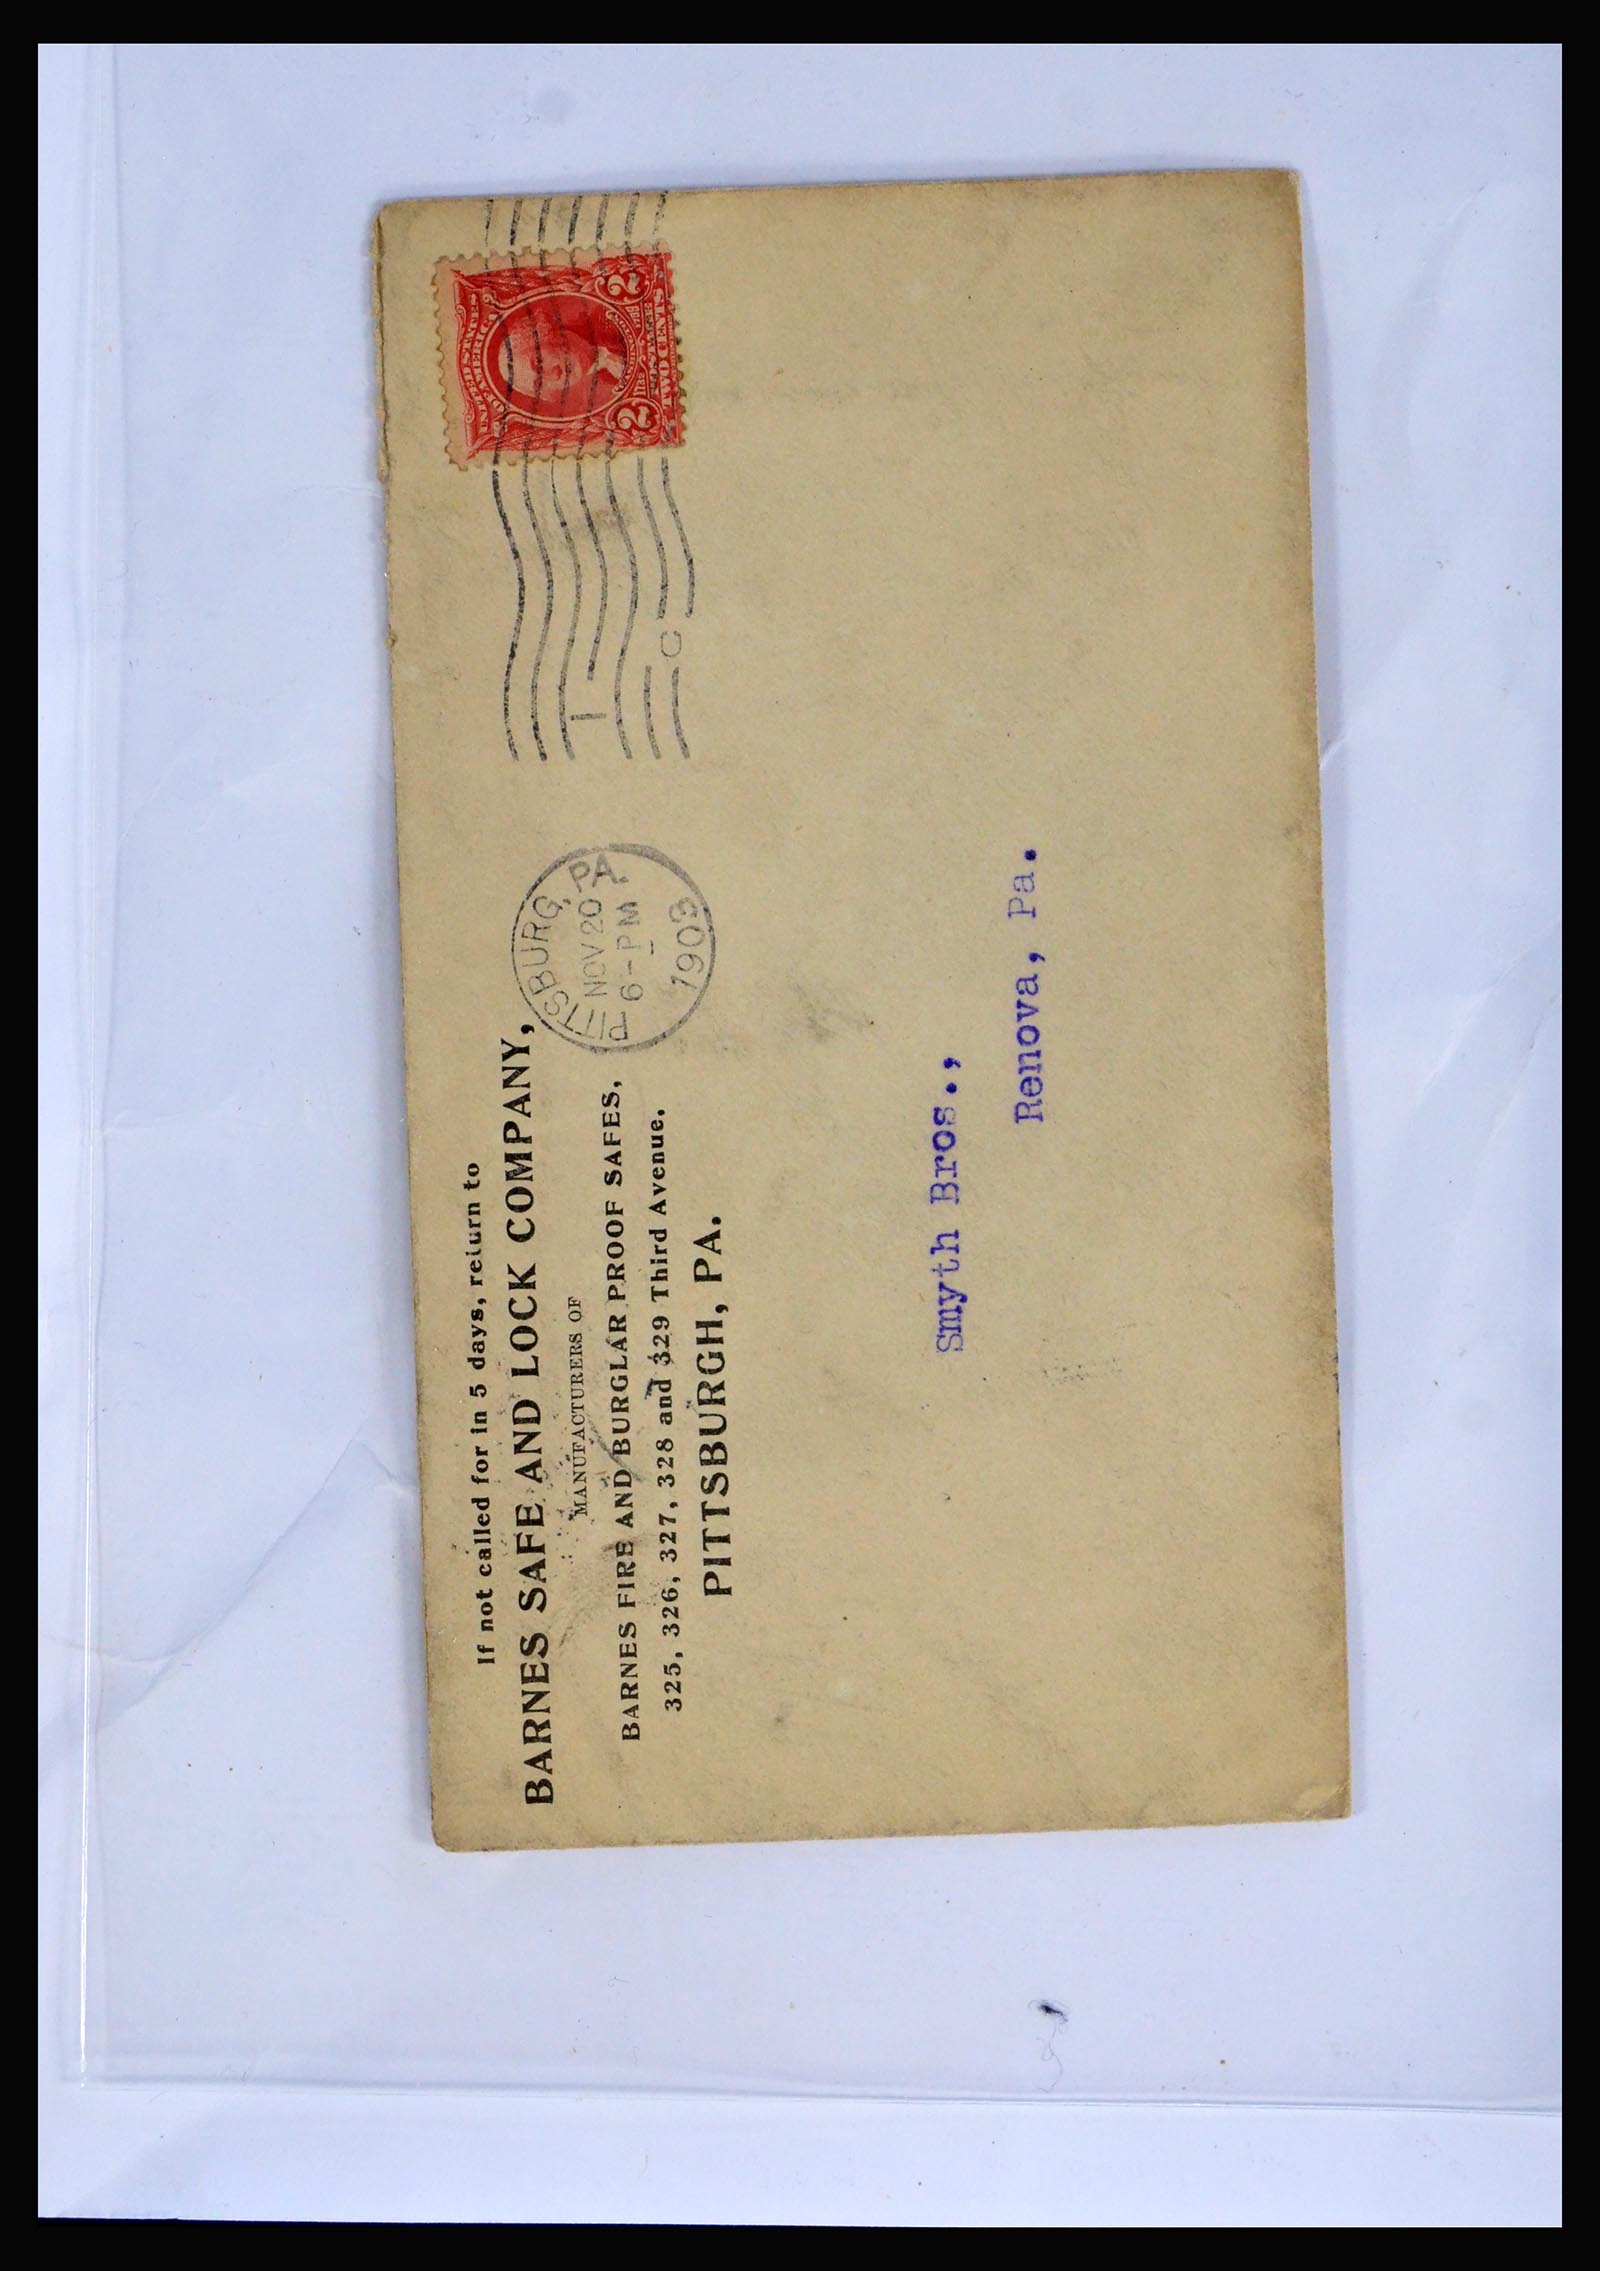 If not called for in 5 days, return to
BARNES SAFE AND LOCK COMPANY,
MANUFACTURERS OF
BARNES FIRE AND BURGLAR PROOF SAFES,
325, 326, 327, 328 and 329 Third Avenue.
PITTSBURGH, PA.
PITTSBURG, PA.
NOV 20
6-PM
1903
1
C
UNITED STATES
OF AMERICA
WASHINGTON
2 POSTAGE 2
TWO CENTS
Smyth Bros.,
Renova, Pa.